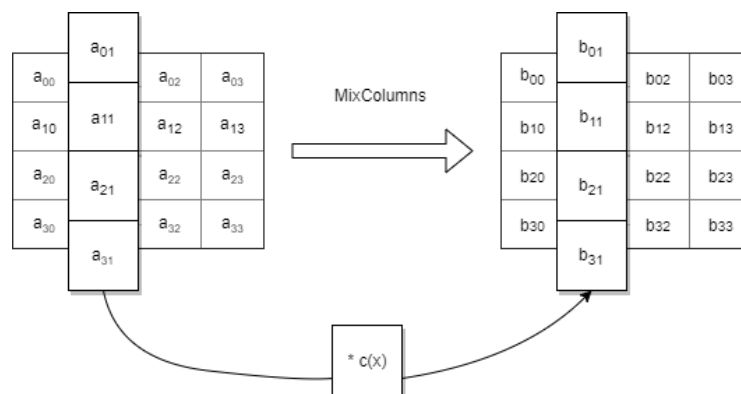 a01 b01
a00 a02 a03 b00 b02 b03
MixColumns
a10 a11 a12 a13 b10 b11 b12 b13
a20 a21 a22 a23 b20 b21 b22 b23
a30 a32 a33 b30 b32 b33
a31 b31
* c(x)